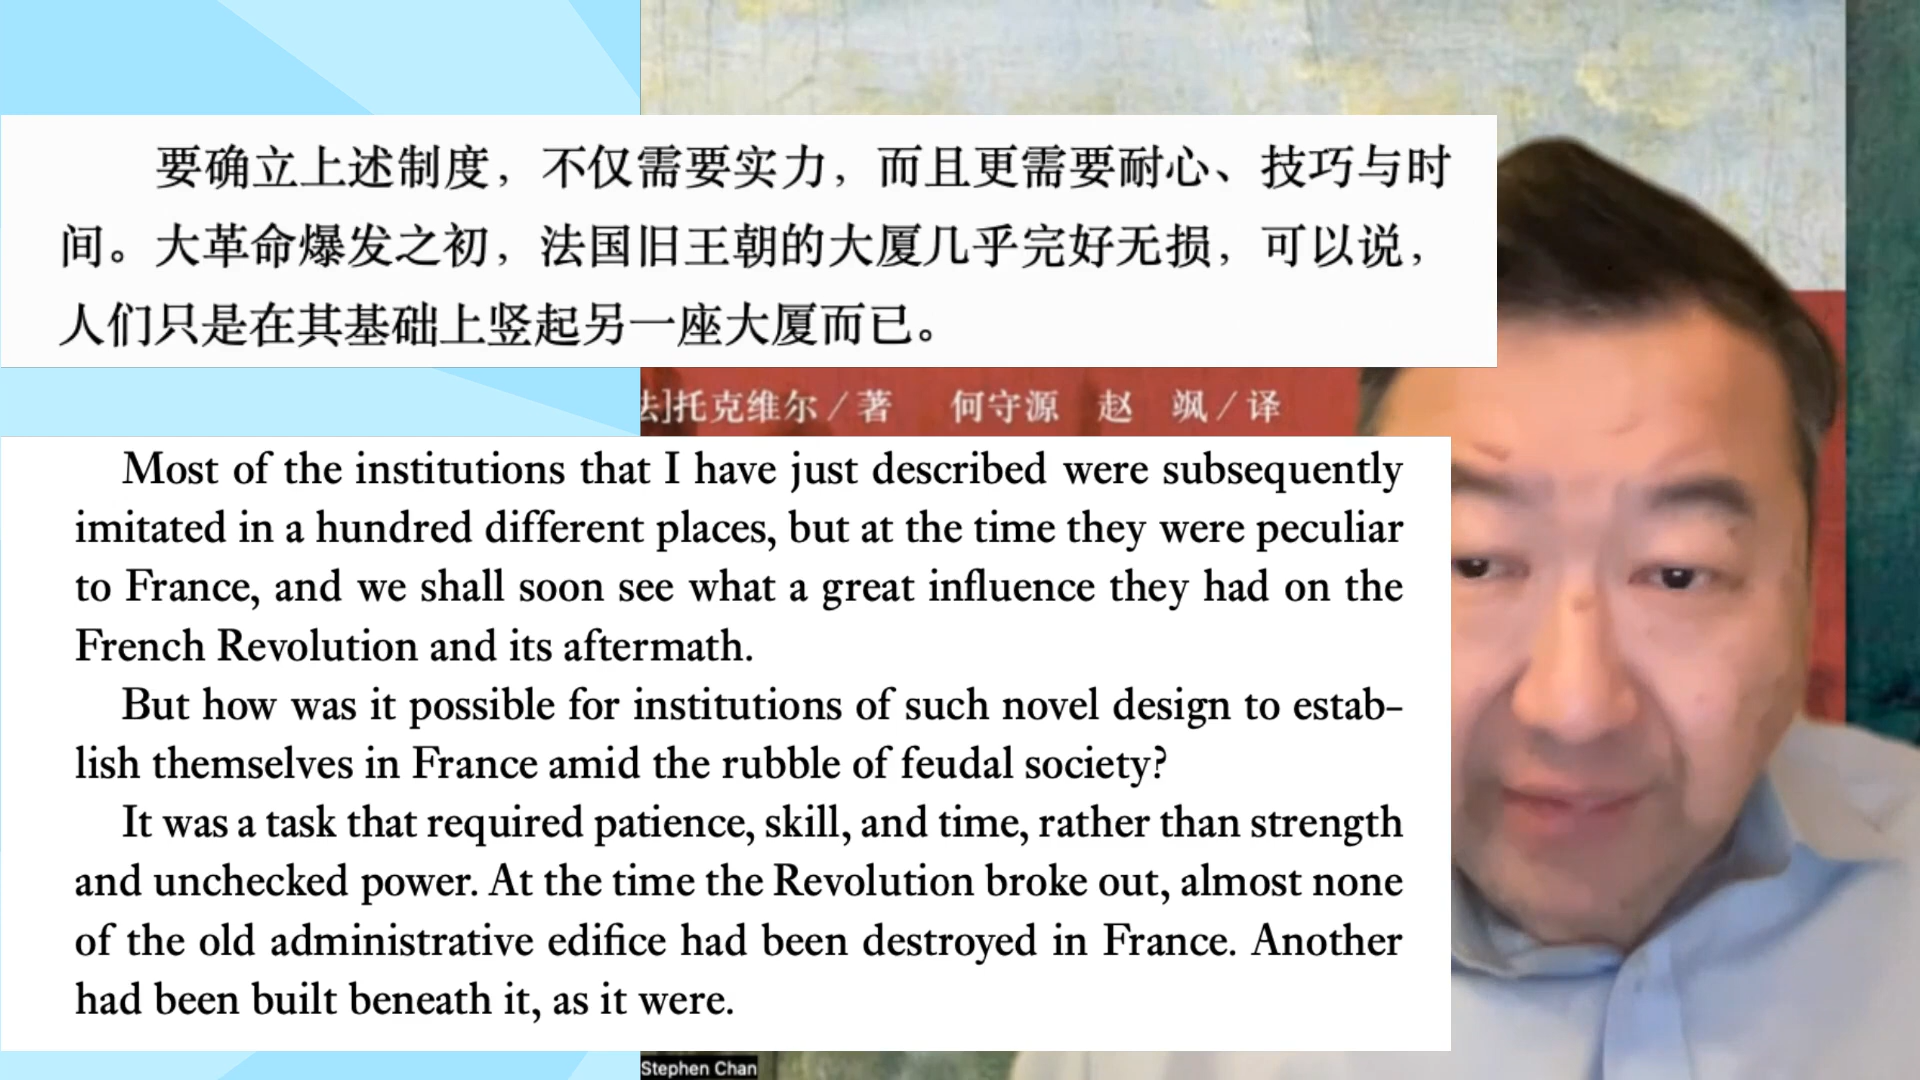 要确立上述制度，不仅需要实力，而且更需要耐心、技巧与时
间。大革命爆发之初，法国旧王朝的大厦几乎完好无损，可以说，
人们只是在其基础上竖起另一座大厦而已。
法]托克维尔／著 何守源 赵 飒／译
Most of the institutions that I have just described were subsequently
imitated in a hundred different places, but at the time they were peculiar
to France, and we shall soon see what a great influence they had on the
French Revolution and its aftermath.
But how was it possible for institutions of such novel design to estab-
lish themselves in France amid the rubble of feudal society?
It was a task that required patience, skill, and time, rather than strength
and unchecked power. At the time the Revolution broke out, almost none
of the old administrative edifice had been destroyed in France. Another
had been built beneath it, as it were.
Stephen Chan